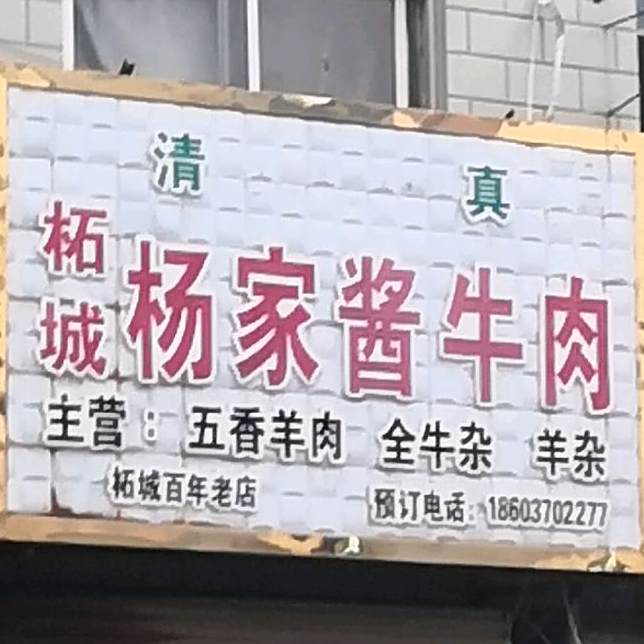 清真
柘城 杨家酱牛肉
主营：五香羊肉 全牛杂 羊杂
柘城百年老店 预订电话：18603702277